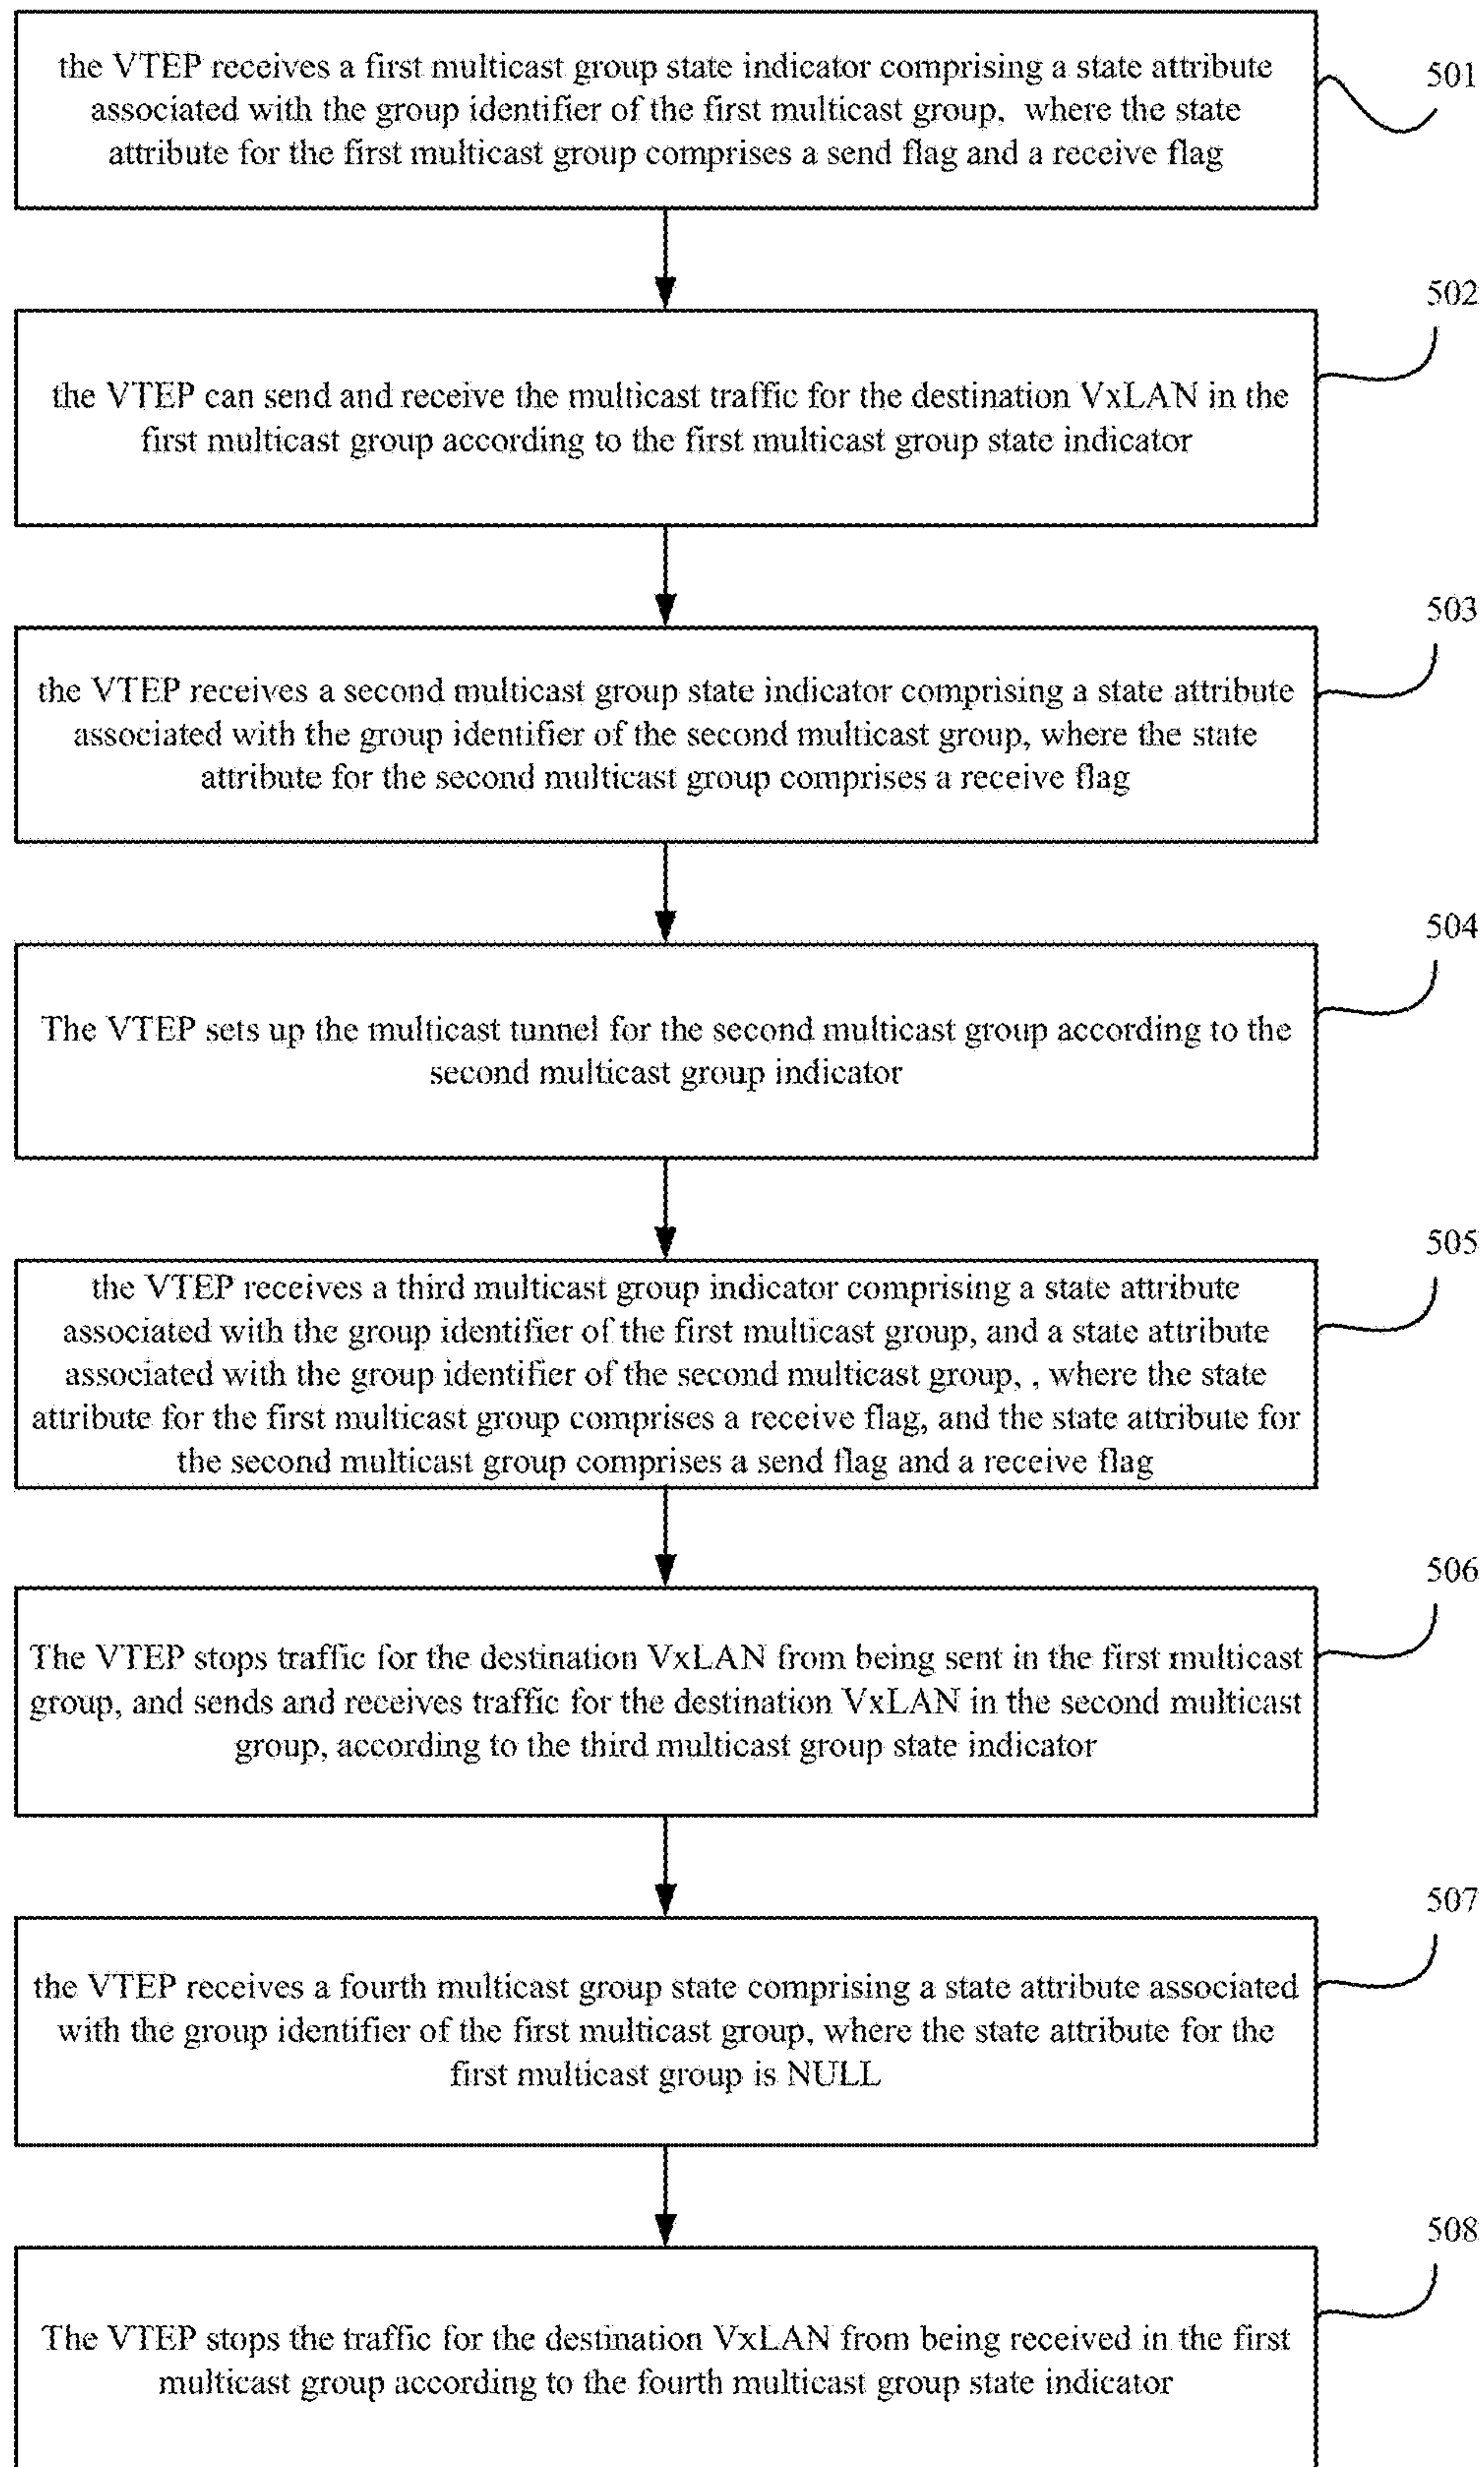 the VTEP receives a first multicast group state indicator comprising a state attribute
associated with the group identifier of the first multicast group, where the state
attribute for the first multicast group comprises a send flag and a receive flag
501
502
the VTEP can send and receive the multicast traffic for the destination VxLAN in the
first multicast group according to the first multicast group state indicator
503
the VTEP receives a second multicast group state indicator comprising a state attribute
associated with the group identifier of the second multicast group, where the state
attribute for the second multicast group comprises a receive flag
504
The VTEP sets up the multicast tunnel for the second multicast group according to the
second multicast group indicator
505
the VTEP receives a third multicast group indicator comprising a state attribute
associated with the group identifier of the first multicast group, and a state attribute
associated with the group identifier of the second multicast group, , where the state
attribute for the first multicast group comprises a receive flag, and the state attribute for
the second multicast group comprises a send flag and a receive flag
506
The VTEP stops traffic for the destination VxLAN from being sent in the first multicast
group, and sends and receives traffic for the destination VxLAN in the second multicast
group, according to the third multicast group state indicator
507
the VTEP receives a fourth multicast group state comprising a state attribute associated
with the group identifier of the first multicast group, where the state attribute for the
first multicast group is NULL
508
The VTEP stops the traffic for the destination VxLAN from being received in the first
multicast group according to the fourth multicast group state indicator